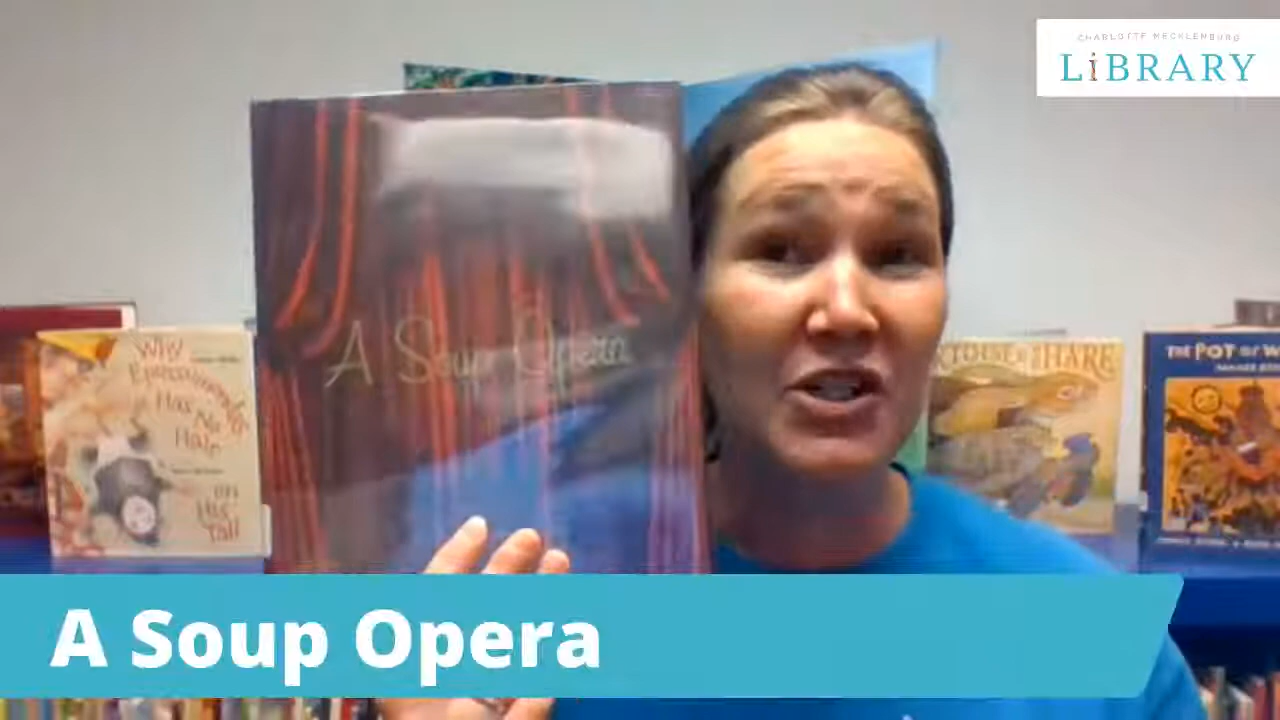 CHARLOTTE MECKLENBURG
LiBRARY
A Soup Opera
Why
Epossumondas
Has No
Hair
on
His
Tail
HARE
THE POT OF
A Soup Opera